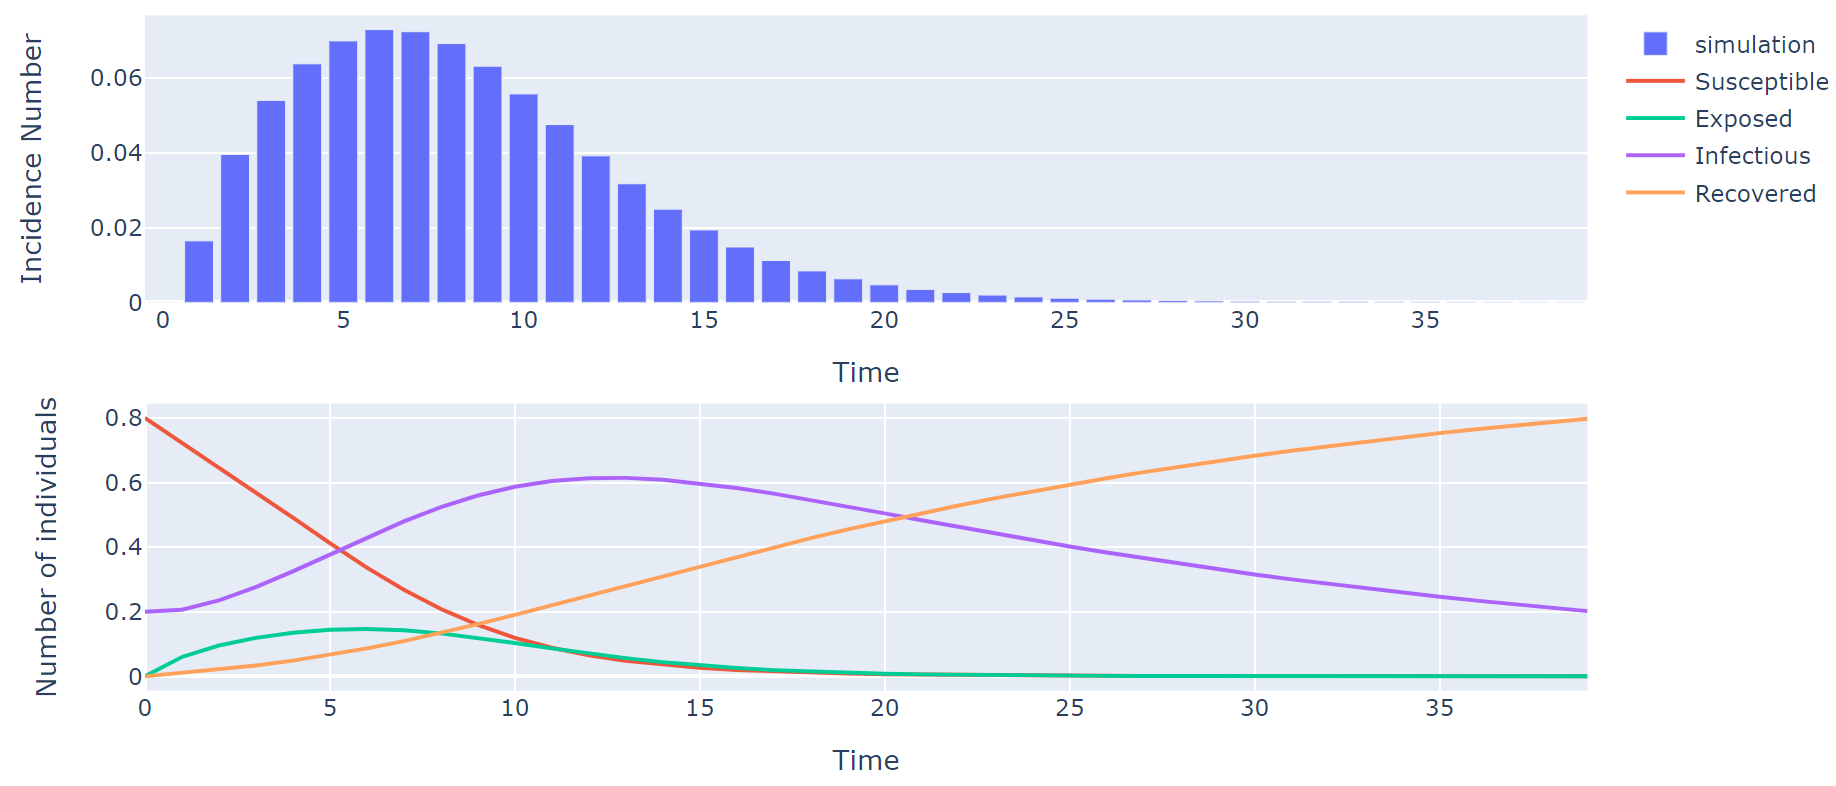 Incidence Number
0.06
0.04
0.02
0
0 5 10 15 20 25 30 35
Time
simulation
Susceptible
Exposed
Infectious
Recovered
Number of individuals
0.8
0.6
0.4
0.2
0
0 5 10 15 20 25 30 35
Time